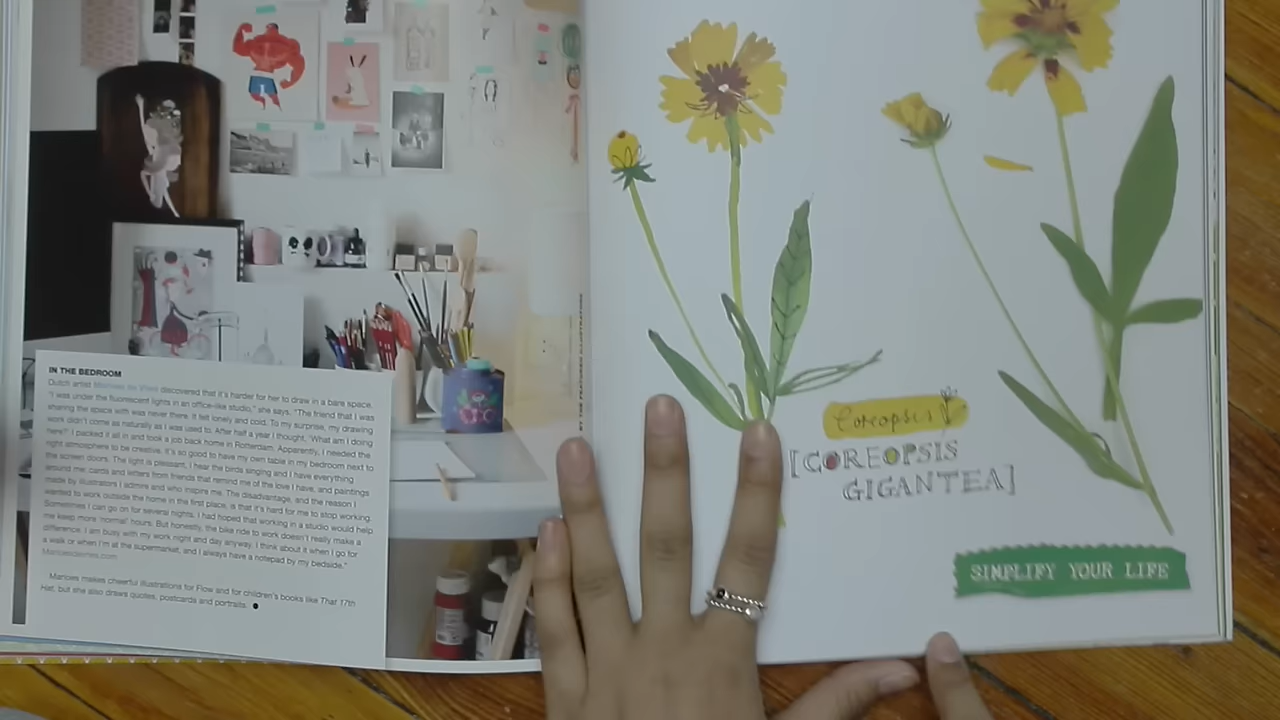 IN THE BEDROOM
Dutch artist discovered that it's harder for her to draw in a bare space.
"I was under the fluorescent lights in an office-like studio," she says. "The friend that I was
sharing the space with was never there. It felt lonely and cold. To my surprise, my drawing
work didn't come as naturally as I was used to. After half a year I thought, 'What am I doing
here?' I packed it all in and took a job back home in Rotterdam. Apparently, I needed the
right atmosphere to be creative. It's so good to have my own table in my bedroom next to
the screen doors. The light is pleasant, I hear the birds singing and I have everything
around me: cards and letters from friends that remind me of the love I have, and paintings
made by illustrators I admire and who inspire me. The disadvantage, and the reason I
wanted to work outside the home in the first place, is that it's hard for me to stop working.
Sometimes I can go on for several nights. I had hoped that working in a studio would help
me keep more 'normal' hours. But honestly, the bike ride to work doesn't really make a
difference. I am busy with my work night and day anyway. I think about it when I go for
a walk or when I'm at the supermarket, and I always have a notepad by my bedside."
Marloes makes cheerful illustrations for Flow and for children's books like That 17th
Hat, but she also draws quotes, postcards and portraits.
Coreopsis
[COREOPSIS
GIGANTEA]
SIMPLIFY YOUR LIFE